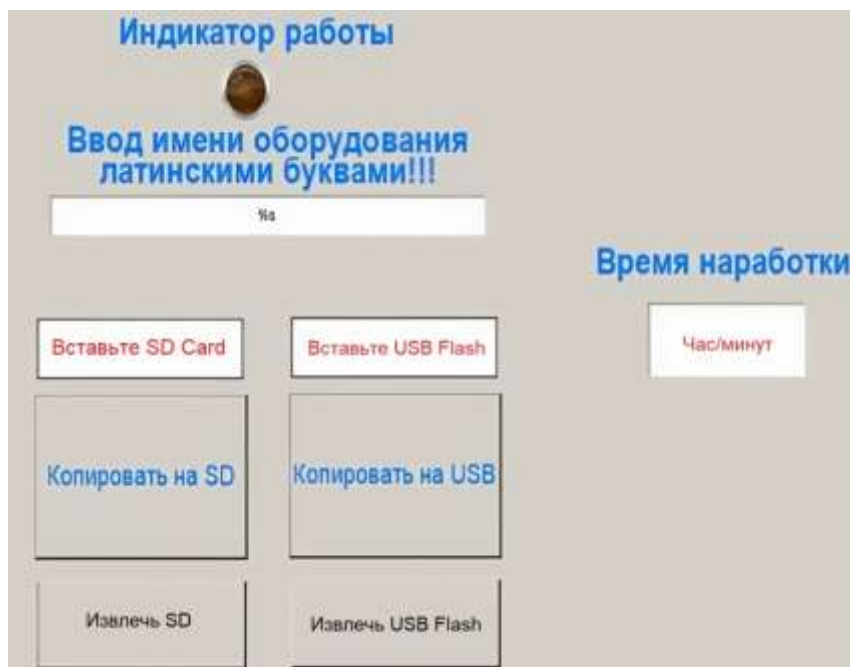 Индикатор работы
Ввод имени оборудования
латинскими буквами!!!
%s
Время наработки
Вставьте SD Card
Вставьте USB Flash
Час/минут
Копировать на SD
Копировать на USB
Извлечь SD
Извлечь USB Flash